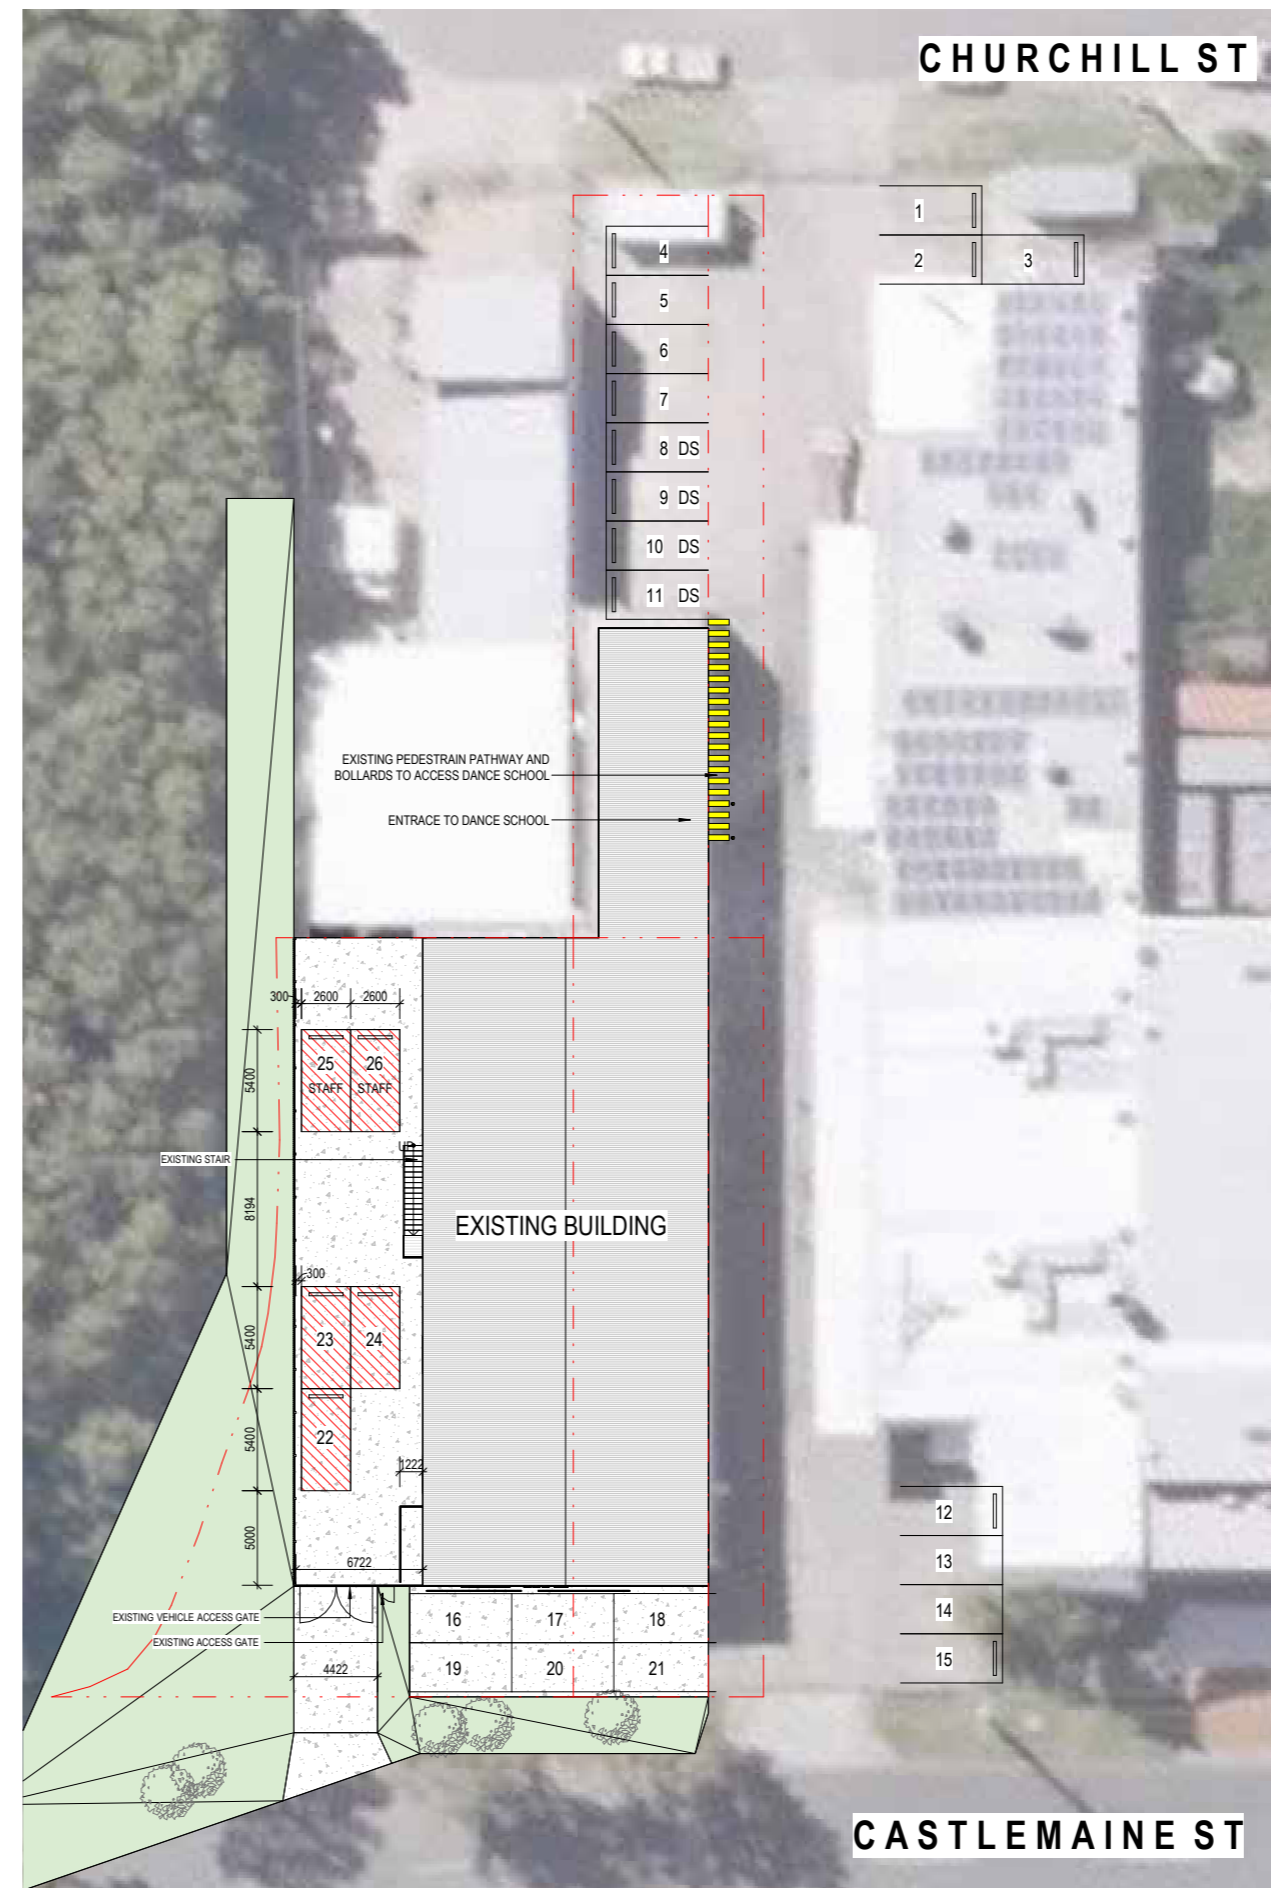 CHURCHILL ST
1
2
3
4
5
6
7
8 DS
9 DS
10 DS
11 DS
EXISTING PEDESTRAIN PATHWAY AND
BOLLARDS TO ACCESS DANCE SCHOOL
ENTRACE TO DANCE SCHOOL
300
2600
2600
25
STAFF
26
STAFF
5400
UP
EXISTING STAIR
8194
EXISTING BUILDING
300
23
24
5400
22
5400
1222
12
13
14
15
5000
6722
EXISTING VEHICLE ACCESS GATE
EXISTING ACCESS GATE
4422
16
17
18
19
20
21
CASTLEMAINE ST